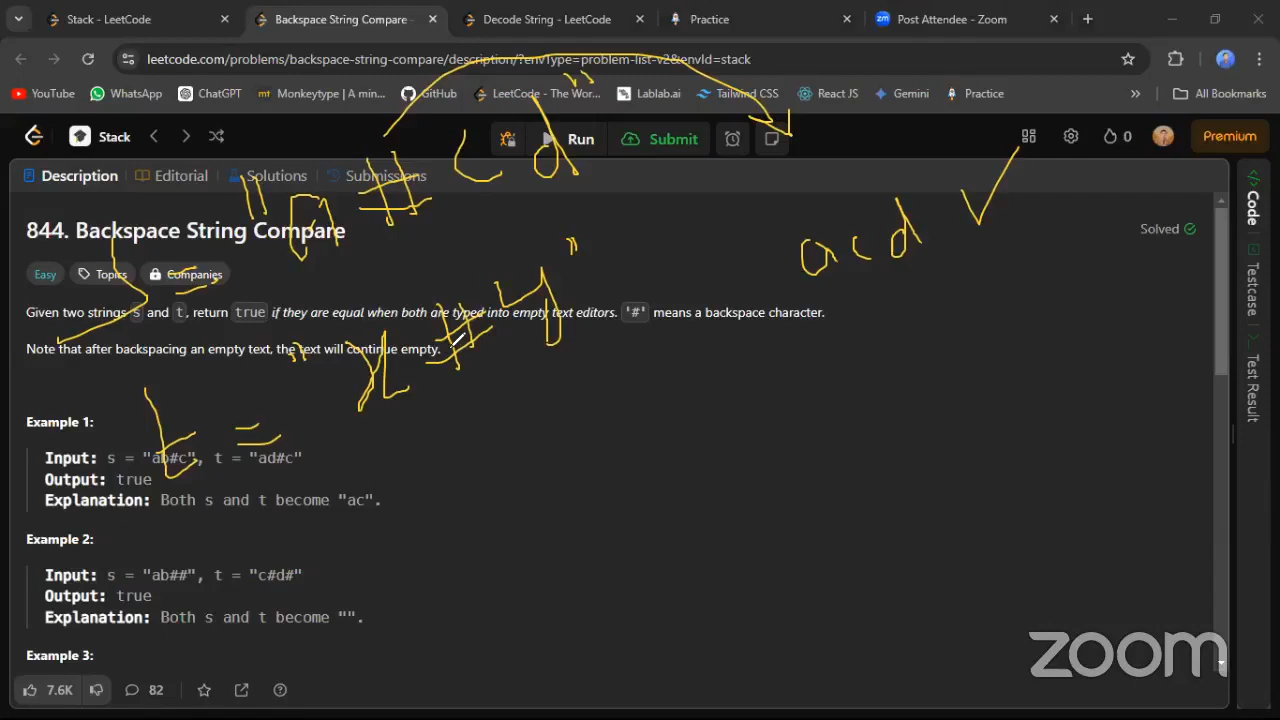 Stack - LeetCode
Backspace String Compare -
Decode String - LeetCode
Practice
Post Attendee - Zoom
leetcode.com/problems/backspace-string-compare/description/?envType=problem-list-v2&envId=stack
YouTube
WhatsApp
ChatGPT
Monkeytype | A min...
GitHub
LeetCode - The Wor...
Lablab.ai
Tailwind CSS
React JS
Gemini
Practice
All Bookmarks
Stack
Run
Submit
0
Premium
Description
Editorial
Solutions
Submissions
844. Backspace String Compare
Solved
Easy
Topics
Companies
Given two strings s and t, return true if they are equal when both are typed into empty text editors. '#' means a backspace character.
Note that after backspacing an empty text, the text will continue empty.
Example 1:
Input: s = "ab#c", t = "ad#c"
Output: true
Explanation: Both s and t become "ac".
Example 2:
Input: s = "ab##", t = "c#d#"
Output: true
Explanation: Both s and t become "".
Example 3:
7.6K
82
Code
Testcase
Test Result
s = "a#cd"
acd
t = "x#y"
zoom